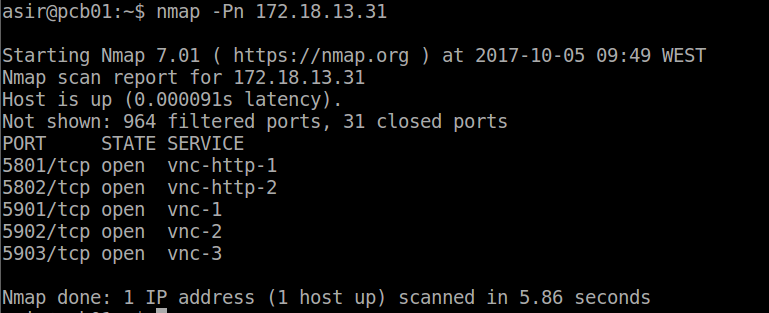 asir@pcb01:~$ nmap -Pn 172.18.13.31
Starting Nmap 7.01 ( https://nmap.org ) at 2017-10-05 09:49 WEST
Nmap scan report for 172.18.13.31
Host is up (0.000091s latency).
Not shown: 964 filtered ports, 31 closed ports
PORT     STATE SERVICE
5801/tcp open  vnc-http-1
5802/tcp open  vnc-http-2
5901/tcp open  vnc-1
5902/tcp open  vnc-2
5903/tcp open  vnc-3
Nmap done: 1 IP address (1 host up) scanned in 5.86 seconds